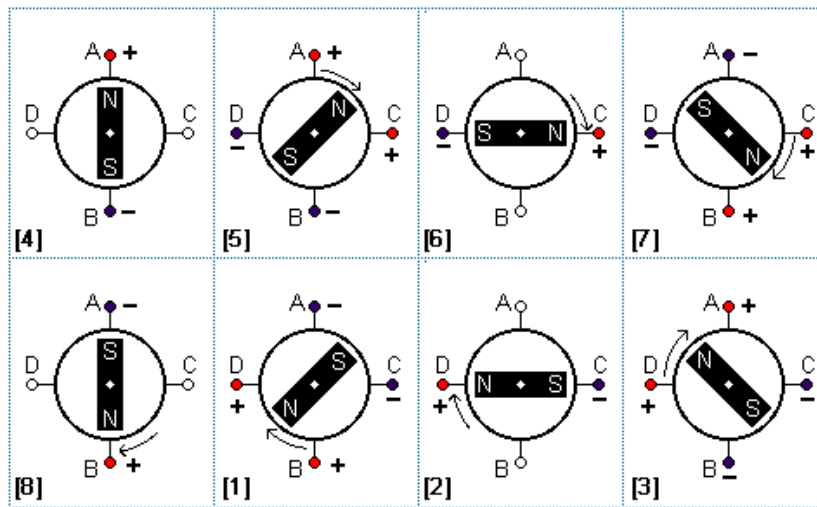 A +
D
N
C
S
B –
[4]
A +
D
N
C
–
S
+
B –
[5]
A
D
S N
C
–
+
B
[6]
A –
D
S
C
–
N
+
B +
[7]
A –
D
S
C
N
B +
[8]
A –
D
S
C
+
N
–
B +
[1]
A
D
N S
C
+
–
B
[2]
A +
D
N
C
+
S
–
B –
[3]